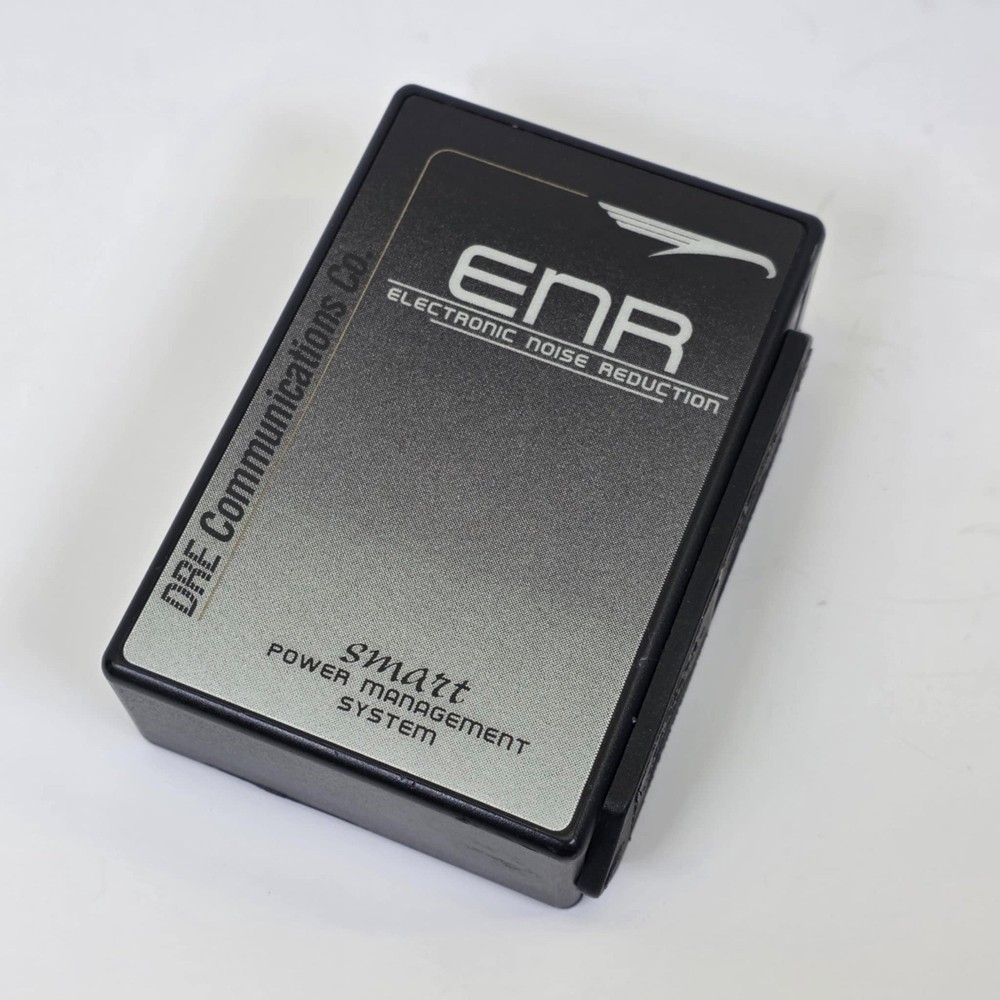 ENR
ELECTRONIC NOISE REDUCTION
DRE Communications Co.
smart
POWER MANAGEMENT
SYSTEM